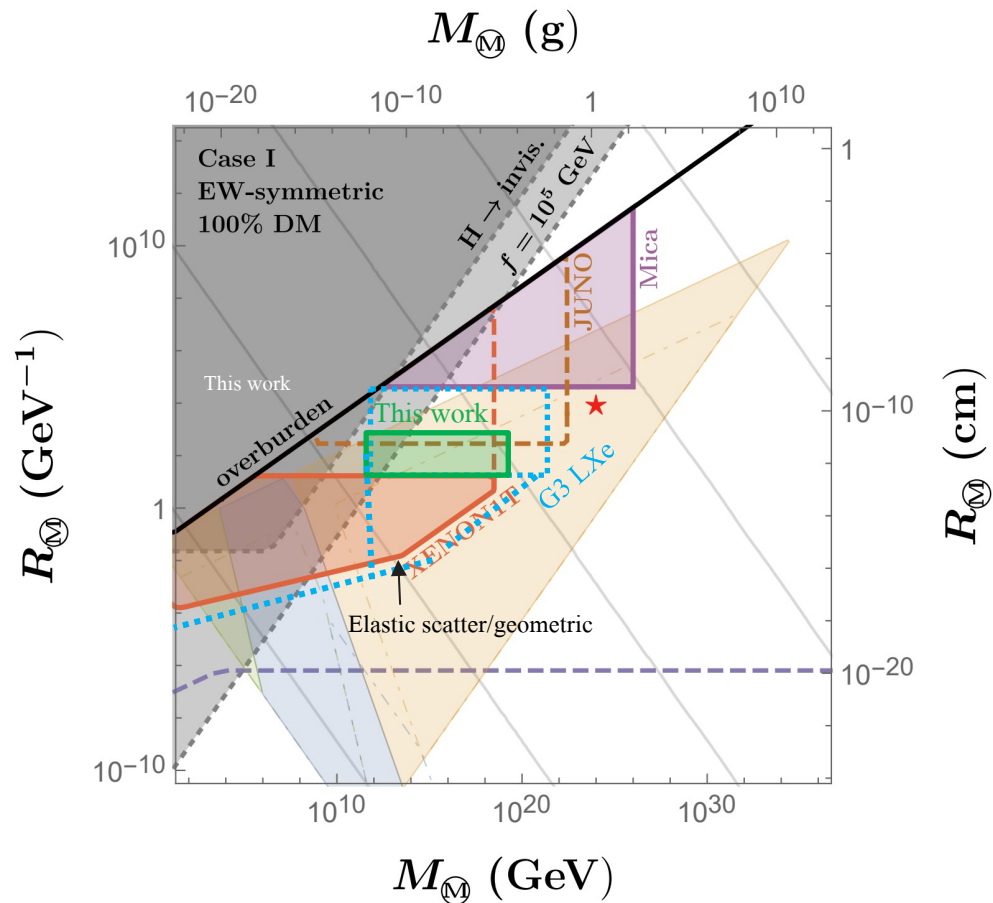 M_Ⓜ (g)
10^−20
10^−10
1
10^10
Case I
EW-symmetric
100% DM
H → invis.
f = 10^5 GeV
1
10^10
Mica
JUNO
This work
This work
overburden
10^−10
R_Ⓜ (GeV^−1)
R_Ⓜ (cm)
G3 LXe
1
XENON1T
Elastic scatter/geometric
10^−20
10^−10
10^10
10^20
10^30
M_Ⓜ (GeV)